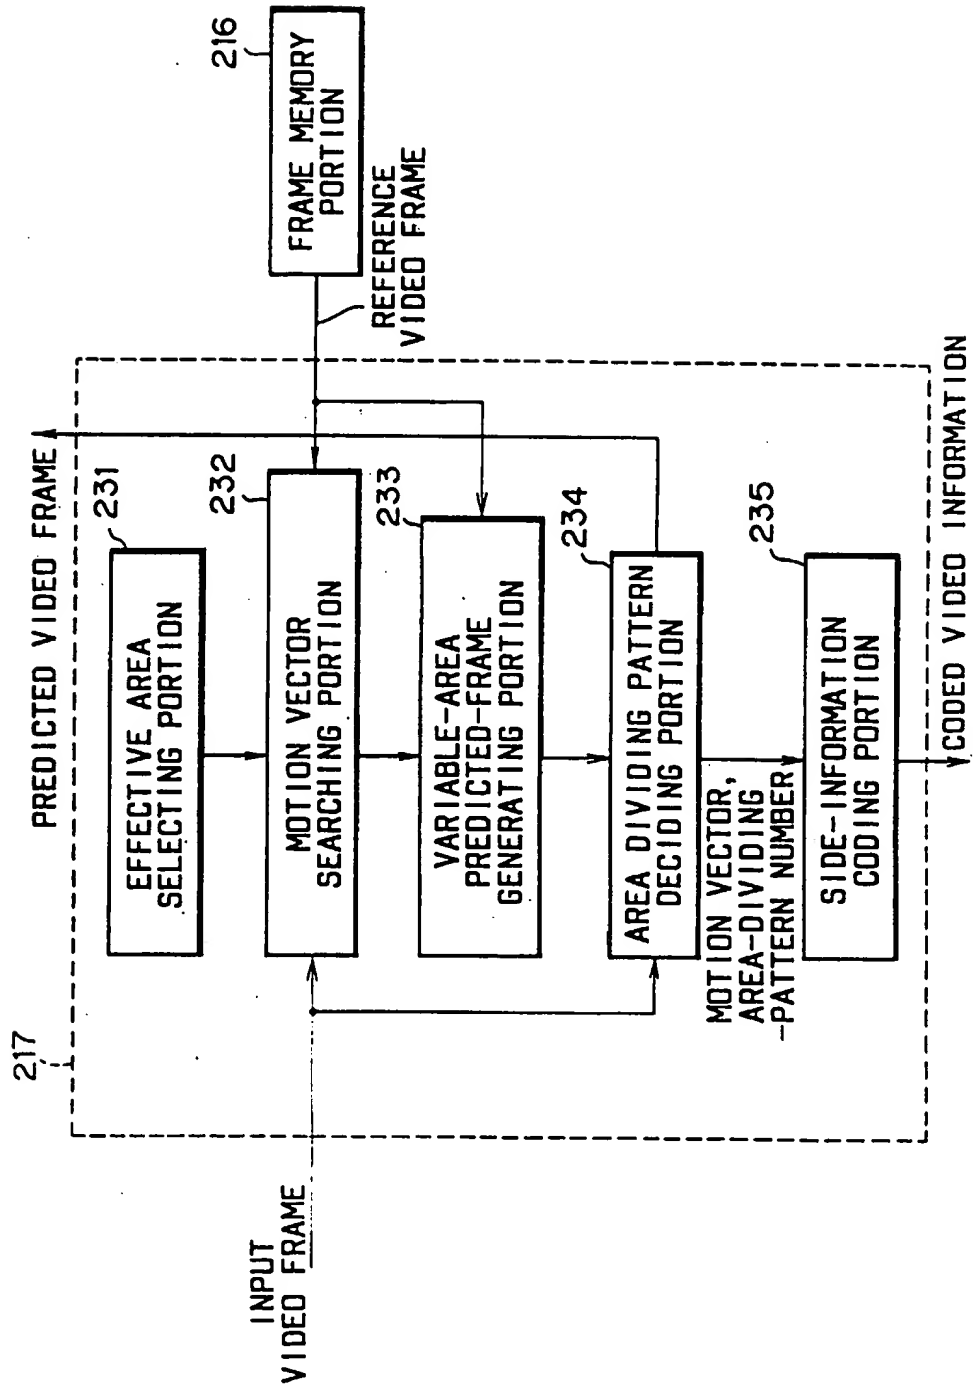 PREDICTED VIDEO FRAME
217
231
EFFECTIVE AREA
SELECTING PORTION
INPUT
VIDEO FRAME
232
MOTION VECTOR
SEARCHING PORTION
216
FRAME MEMORY
PORTION
REFERENCE
VIDEO FRAME
233
VARIABLE-AREA
PREDICTED-FRAME
GENERATING PORTION
234
AREA DIVIDING PATTERN
DECIDING PORTION
MOTION VECTOR,
AREA-DIVIDING
-PATTERN NUMBER
235
SIDE-INFORMATION
CODING PORTION
CODED VIDEO INFORMATION